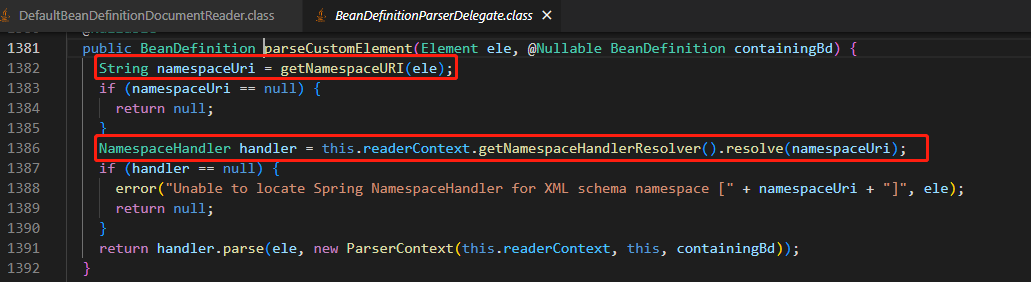 DefaultBeanDefinitionDocumentReader.class BeanDefinitionParserDelegate.class ×
1381 public BeanDefinition parseCustomElement(Element ele, @Nullable BeanDefinition containingBd) {
1382 String namespaceUri = getNamespaceURI(ele);
1383 if (namespaceUri == null) {
1384 return null;
1385 }
1386 NamespaceHandler handler = this.readerContext.getNamespaceHandlerResolver().resolve(namespaceUri);
1387 if (handler == null) {
1388 error("Unable to locate Spring NamespaceHandler for XML schema namespace [" + namespaceUri + "]", ele);
1389 return null;
1390 }
1391 return handler.parse(ele, new ParserContext(this.readerContext, this, containingBd));
1392 }